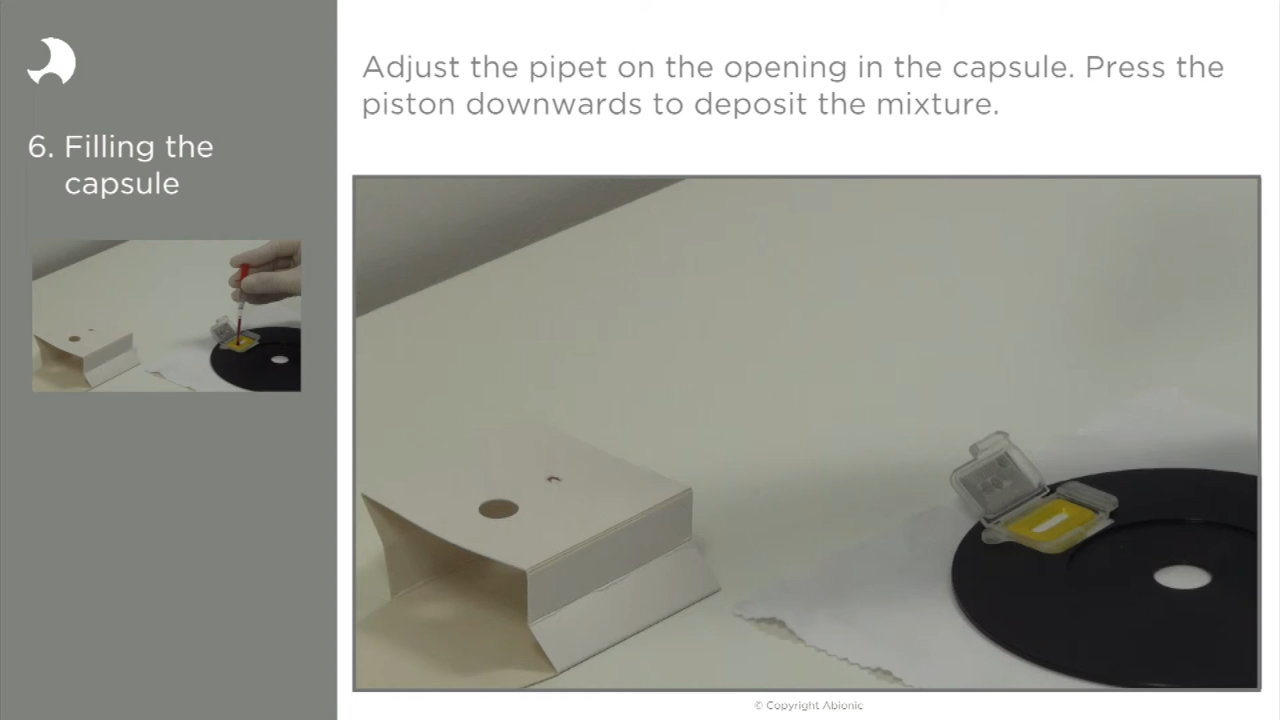 6. Filling the
capsule
Adjust the pipet on the opening in the capsule. Press the
piston downwards to deposit the mixture.
© Copyright Abionic